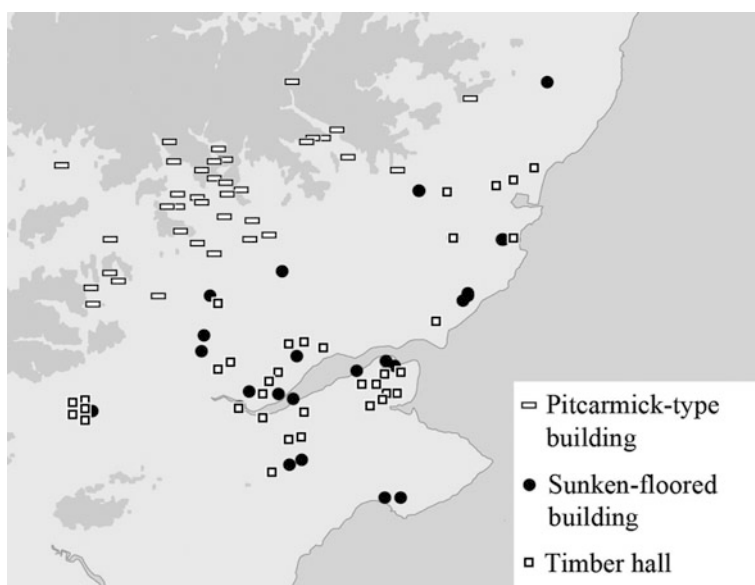 Pitcarmick-type
building
Sunken-floored
building
Timber hall